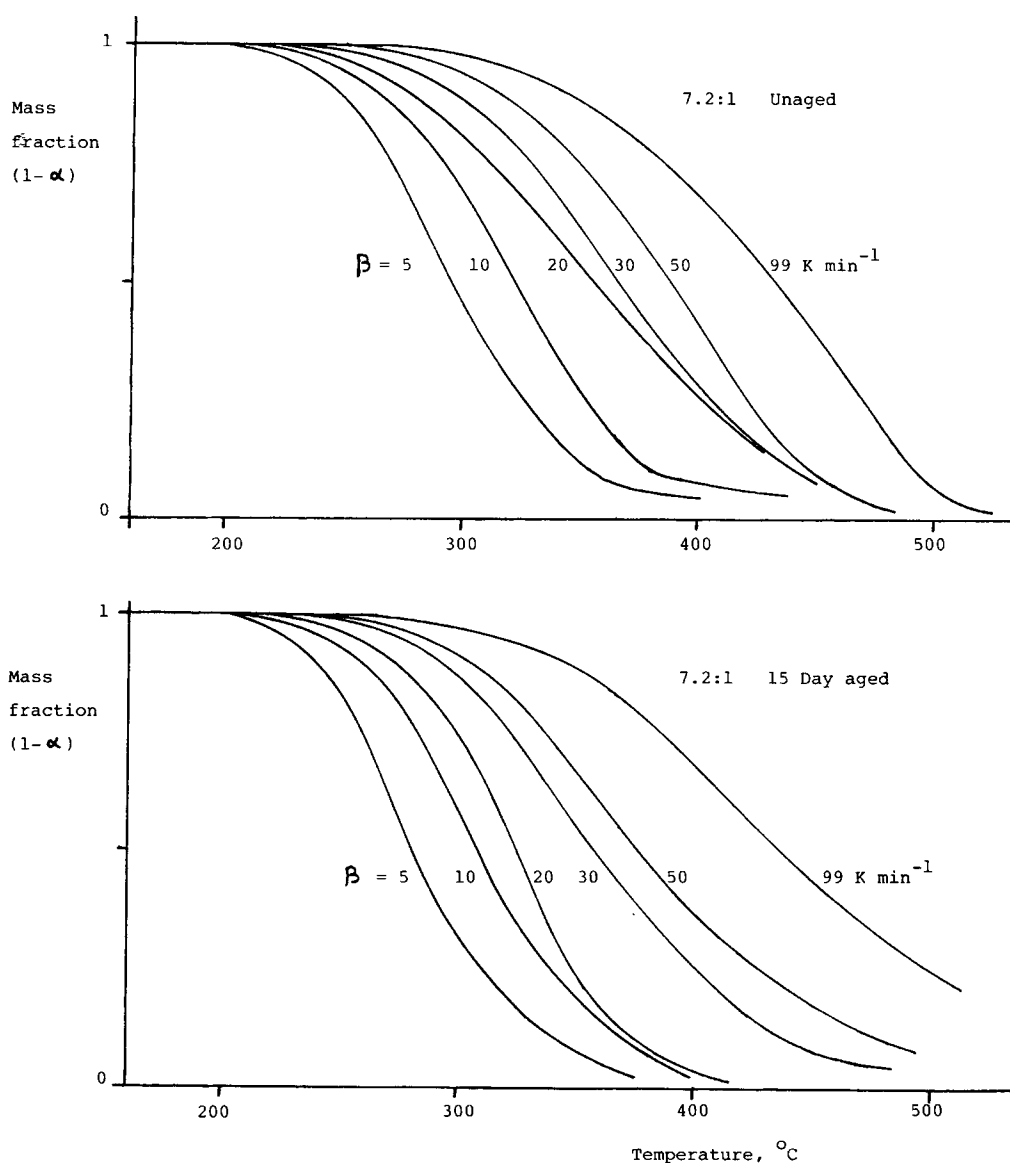 1
7.2:1 Unaged
Mass
fraction
(1-α)
β = 5 10 20 30 50 99 K min⁻¹
0
200 300 400 500
1
7.2:1 15 Day aged
Mass
fraction
(1-α)
β = 5 10 20 30 50 99 K min⁻¹
0
200 300 400 500
Temperature, °C